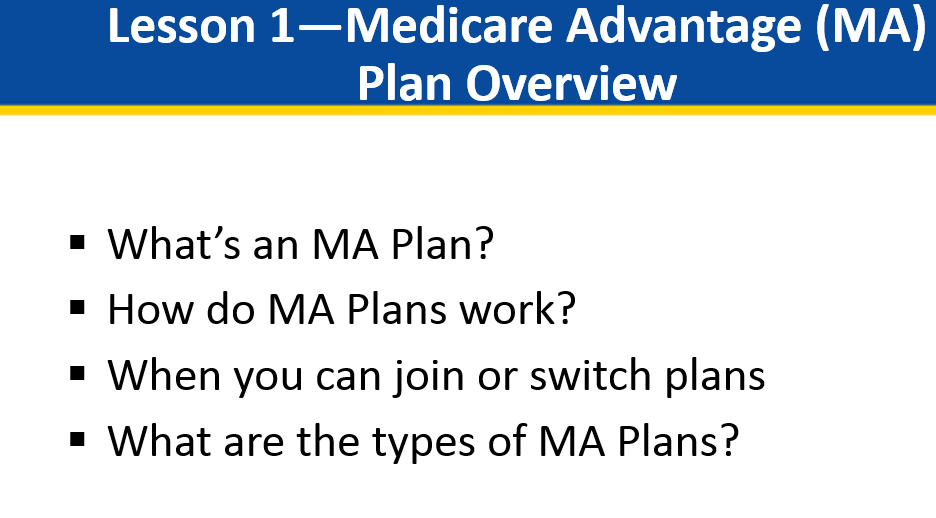 Lesson 1—Medicare Advantage (MA)
Plan Overview
▪ What’s an MA Plan?
▪ How do MA Plans work?
▪ When you can join or switch plans
▪ What are the types of MA Plans?